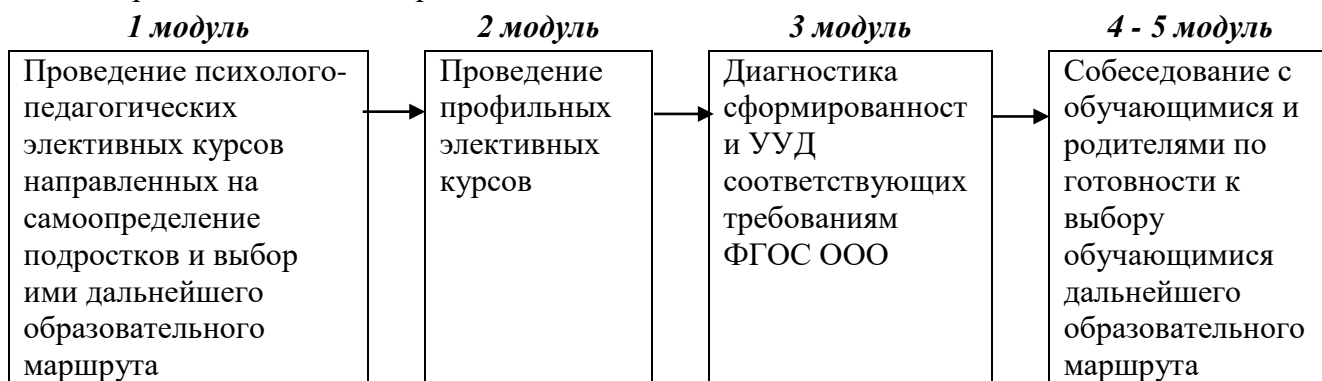 1 модуль
Проведение психолого-
педагогических
элективных курсов
направленных на
самоопределение
подростков и выбор
ими дальнейшего
образовательного
маршрута
2 модуль
Проведение
профильных
элективных
курсов
3 модуль
Диагностика
сформированност
и УУД
соответствующих
требованиям
ФГОС ООО
4 - 5 модуль
Собеседование с
обучающимися и
родителями по
готовности к
выбору
обучающимися
дальнейшего
образовательного
маршрута